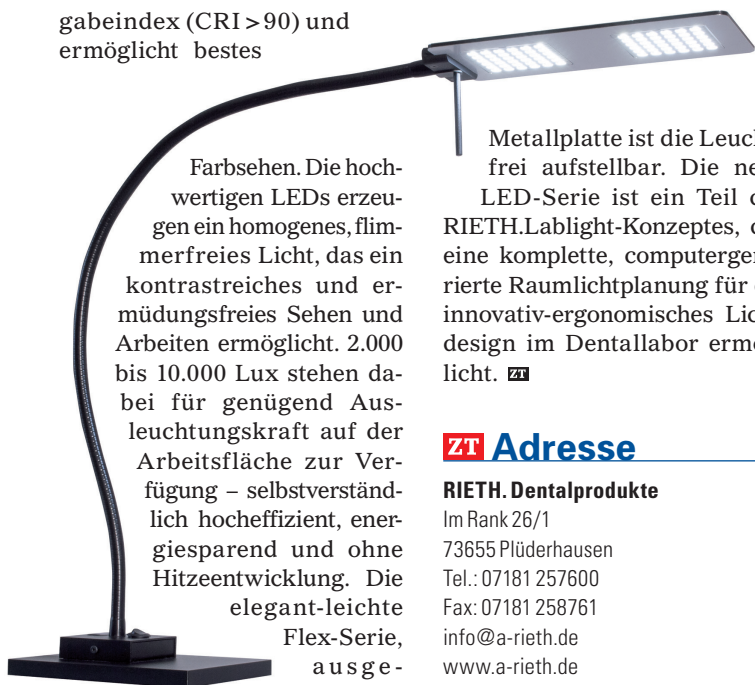 gabeindex (CRI > 90) und
ermöglicht bestes
Farbsehen. Die hoch-
wertigen LEDs erzeu-
gen ein homogenes, flim-
merfreies Licht, das ein
kontrastreiches und er-
müdungsfreies Sehen und
Arbeiten ermöglicht. 2.000
bis 10.000 Lux stehen da-
bei für genügend Aus-
leuchtungskraft auf der
Arbeitsfläche zur Ver-
fügung – selbstverständ-
lich hocheffizient, ener-
giesparend und ohne
Hitzeentwicklung. Die
elegant-leichte
Flex-Serie,
ausge-
Metallplatte ist die Leuch
frei aufstellbar. Die ne
LED-Serie ist ein Teil d
RIETH.Lablight-Konzeptes, d
eine komplette, computergen
rierte Raumlichtplanung für e
innovativ-ergonomisches Lic
design im Dentallabor ermö
licht. ZT
ZT Adresse
RIETH. Dentalprodukte
Im Rank 26/1
73655 Plüderhausen
Tel.: 07181 257600
Fax: 07181 258761
info@a-rieth.de
www.a-rieth.de